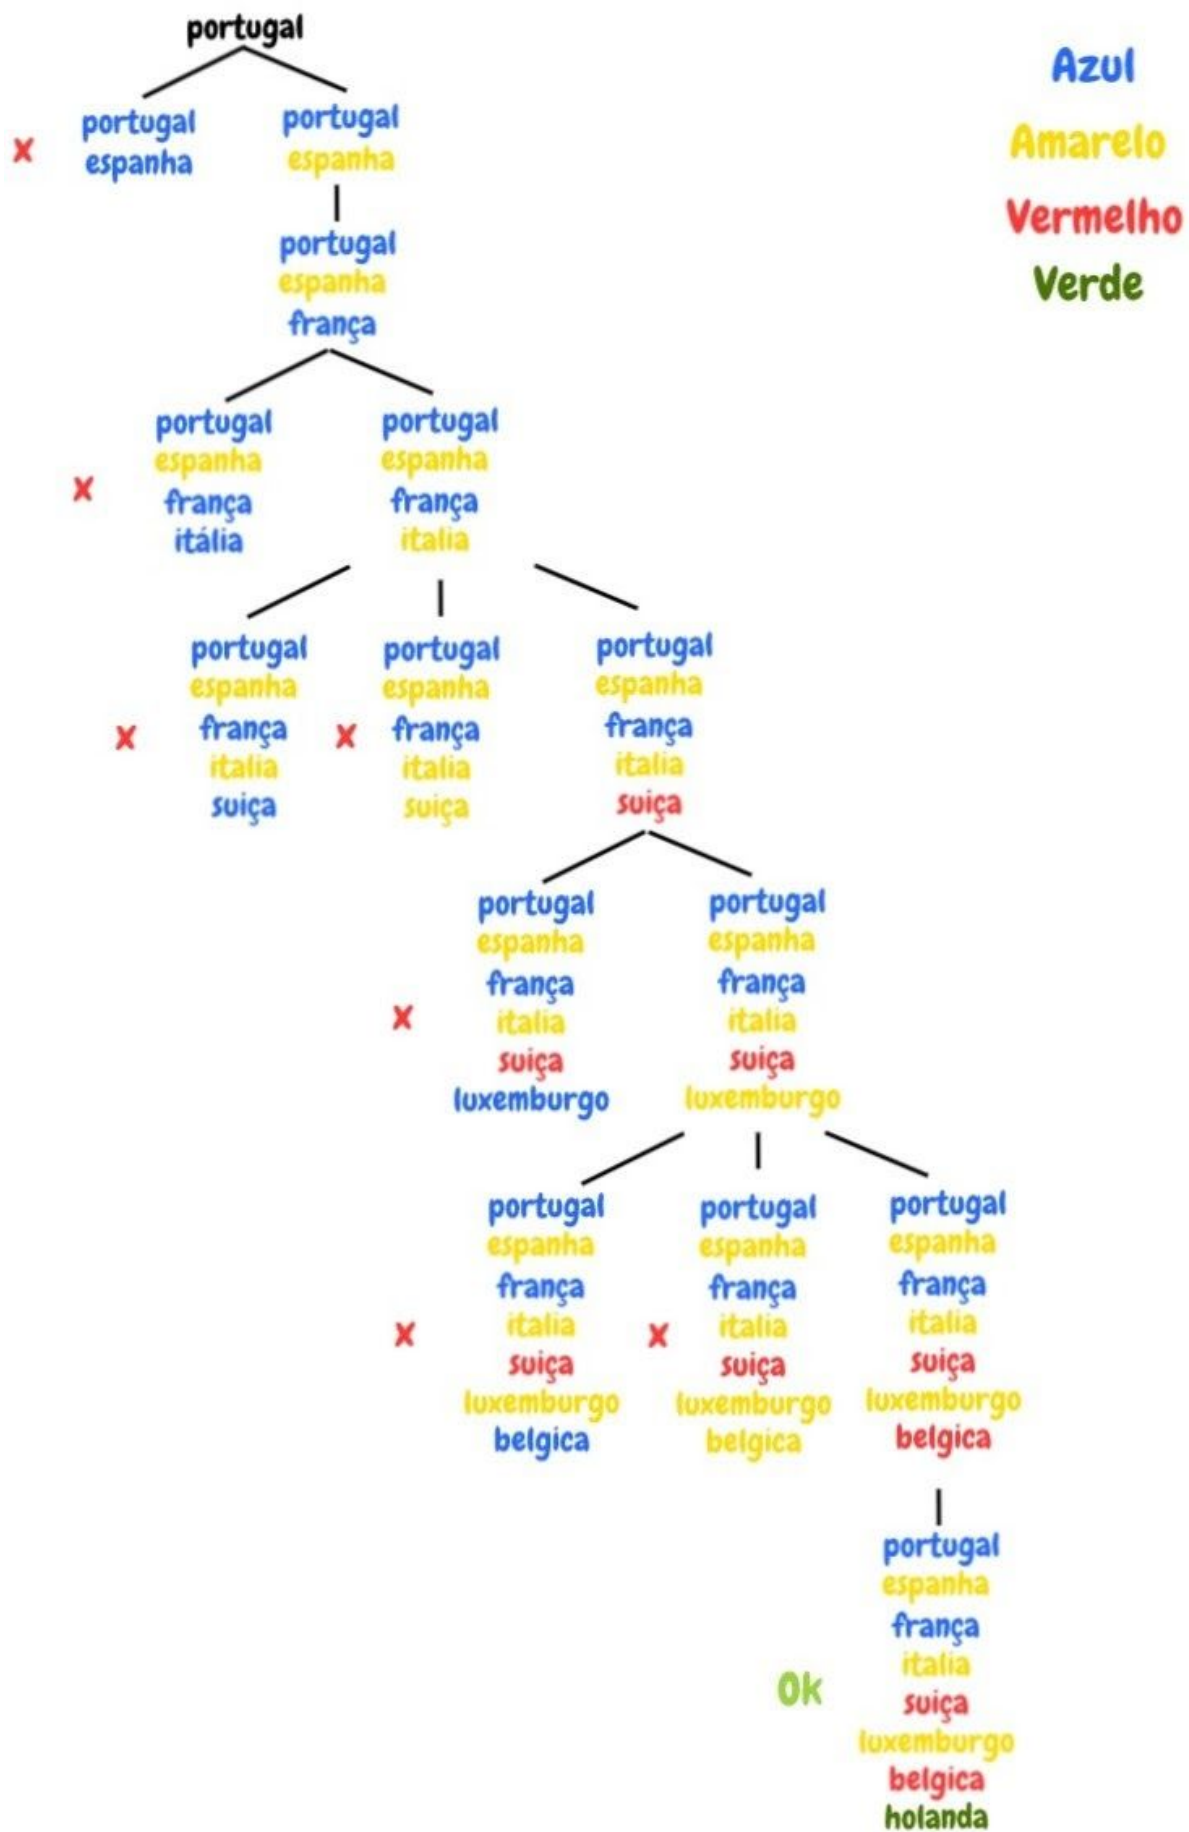 portugal
Azul
Amarelo
Vermelho
Verde
x
portugal
espanha
portugal
espanha
portugal
espanha
frança
x
portugal
espanha
frança
itália
portugal
espanha
frança
italia
x
portugal
espanha
frança
italia
suiça
x
portugal
espanha
frança
italia
suiça
portugal
espanha
frança
italia
suiça
x
portugal
espanha
frança
italia
suiça
luxemburgo
portugal
espanha
frança
italia
suiça
luxemburgo
x
portugal
espanha
frança
italia
suiça
luxemburgo
belgica
x
portugal
espanha
frança
italia
suiça
luxemburgo
belgica
portugal
espanha
frança
italia
suiça
luxemburgo
belgica
Ok
portugal
espanha
frança
italia
suiça
luxemburgo
belgica
holanda